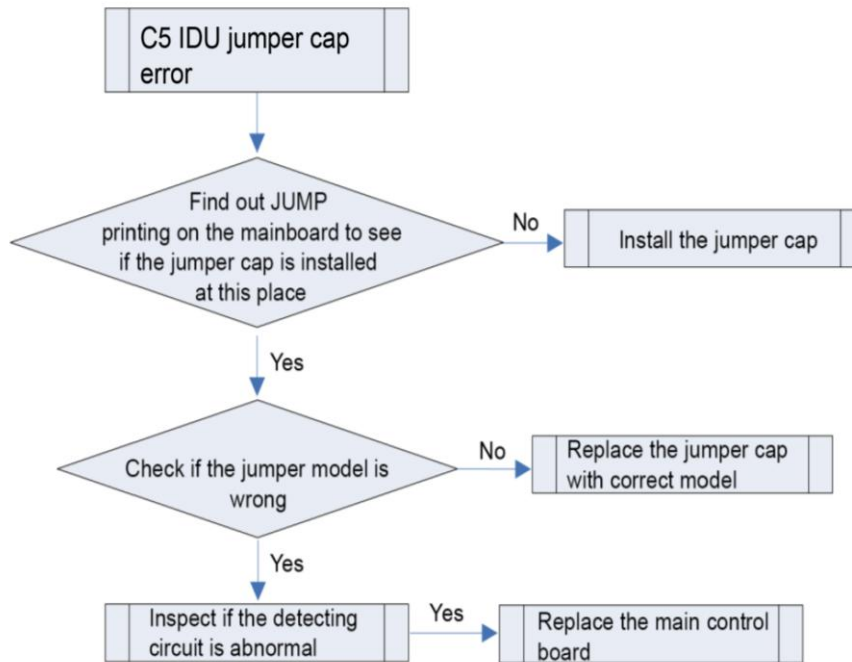 C5 IDU jumper cap
error
Find out JUMP
printing on the mainboard to see
if the jumper cap is installed
at this place
No
Install the jumper cap
Yes
Check if the jumper model is
wrong
No
Replace the jumper cap
with correct model
Yes
Inspect if the detecting
circuit is abnormal
Yes
Replace the main control
board